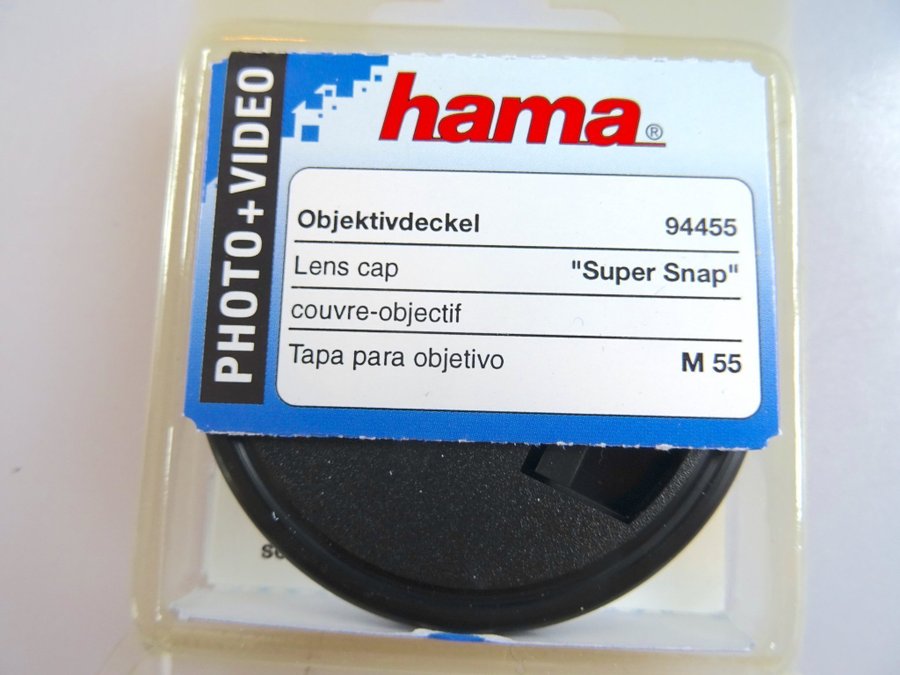 PHOTO+VIDEO
hama®
Objektivdeckel 94455
Lens cap "Super Snap"
couvre-objectif
Tapa para objetivo M 55